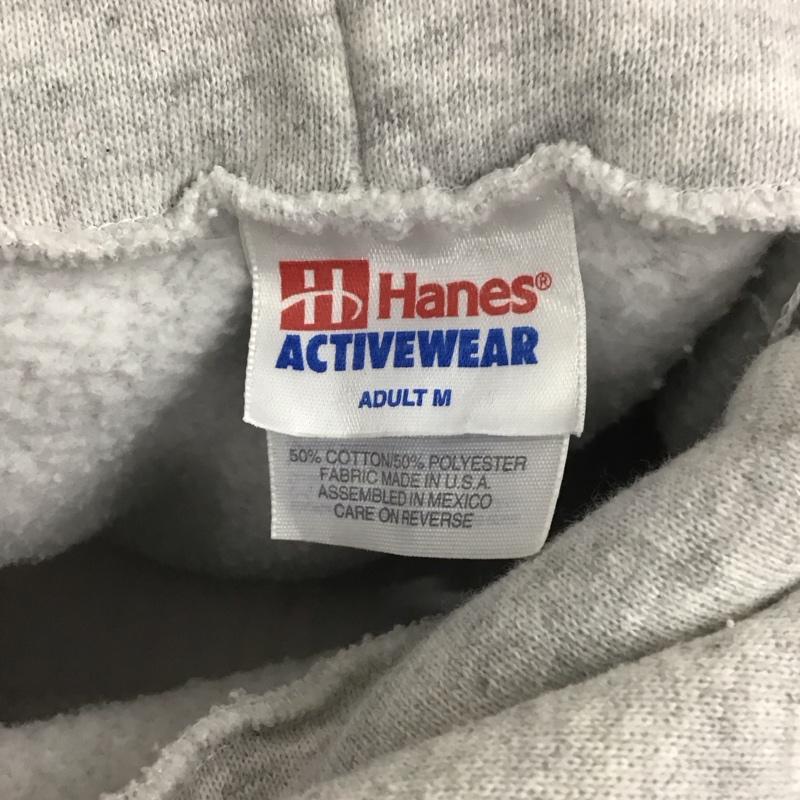 H Hanes®
ACTIVEWEAR
ADULT M
50% COTTON/50% POLYESTER
FABRIC MADE IN U.S.A.
ASSEMBLED IN MEXICO
CARE ON REVERSE